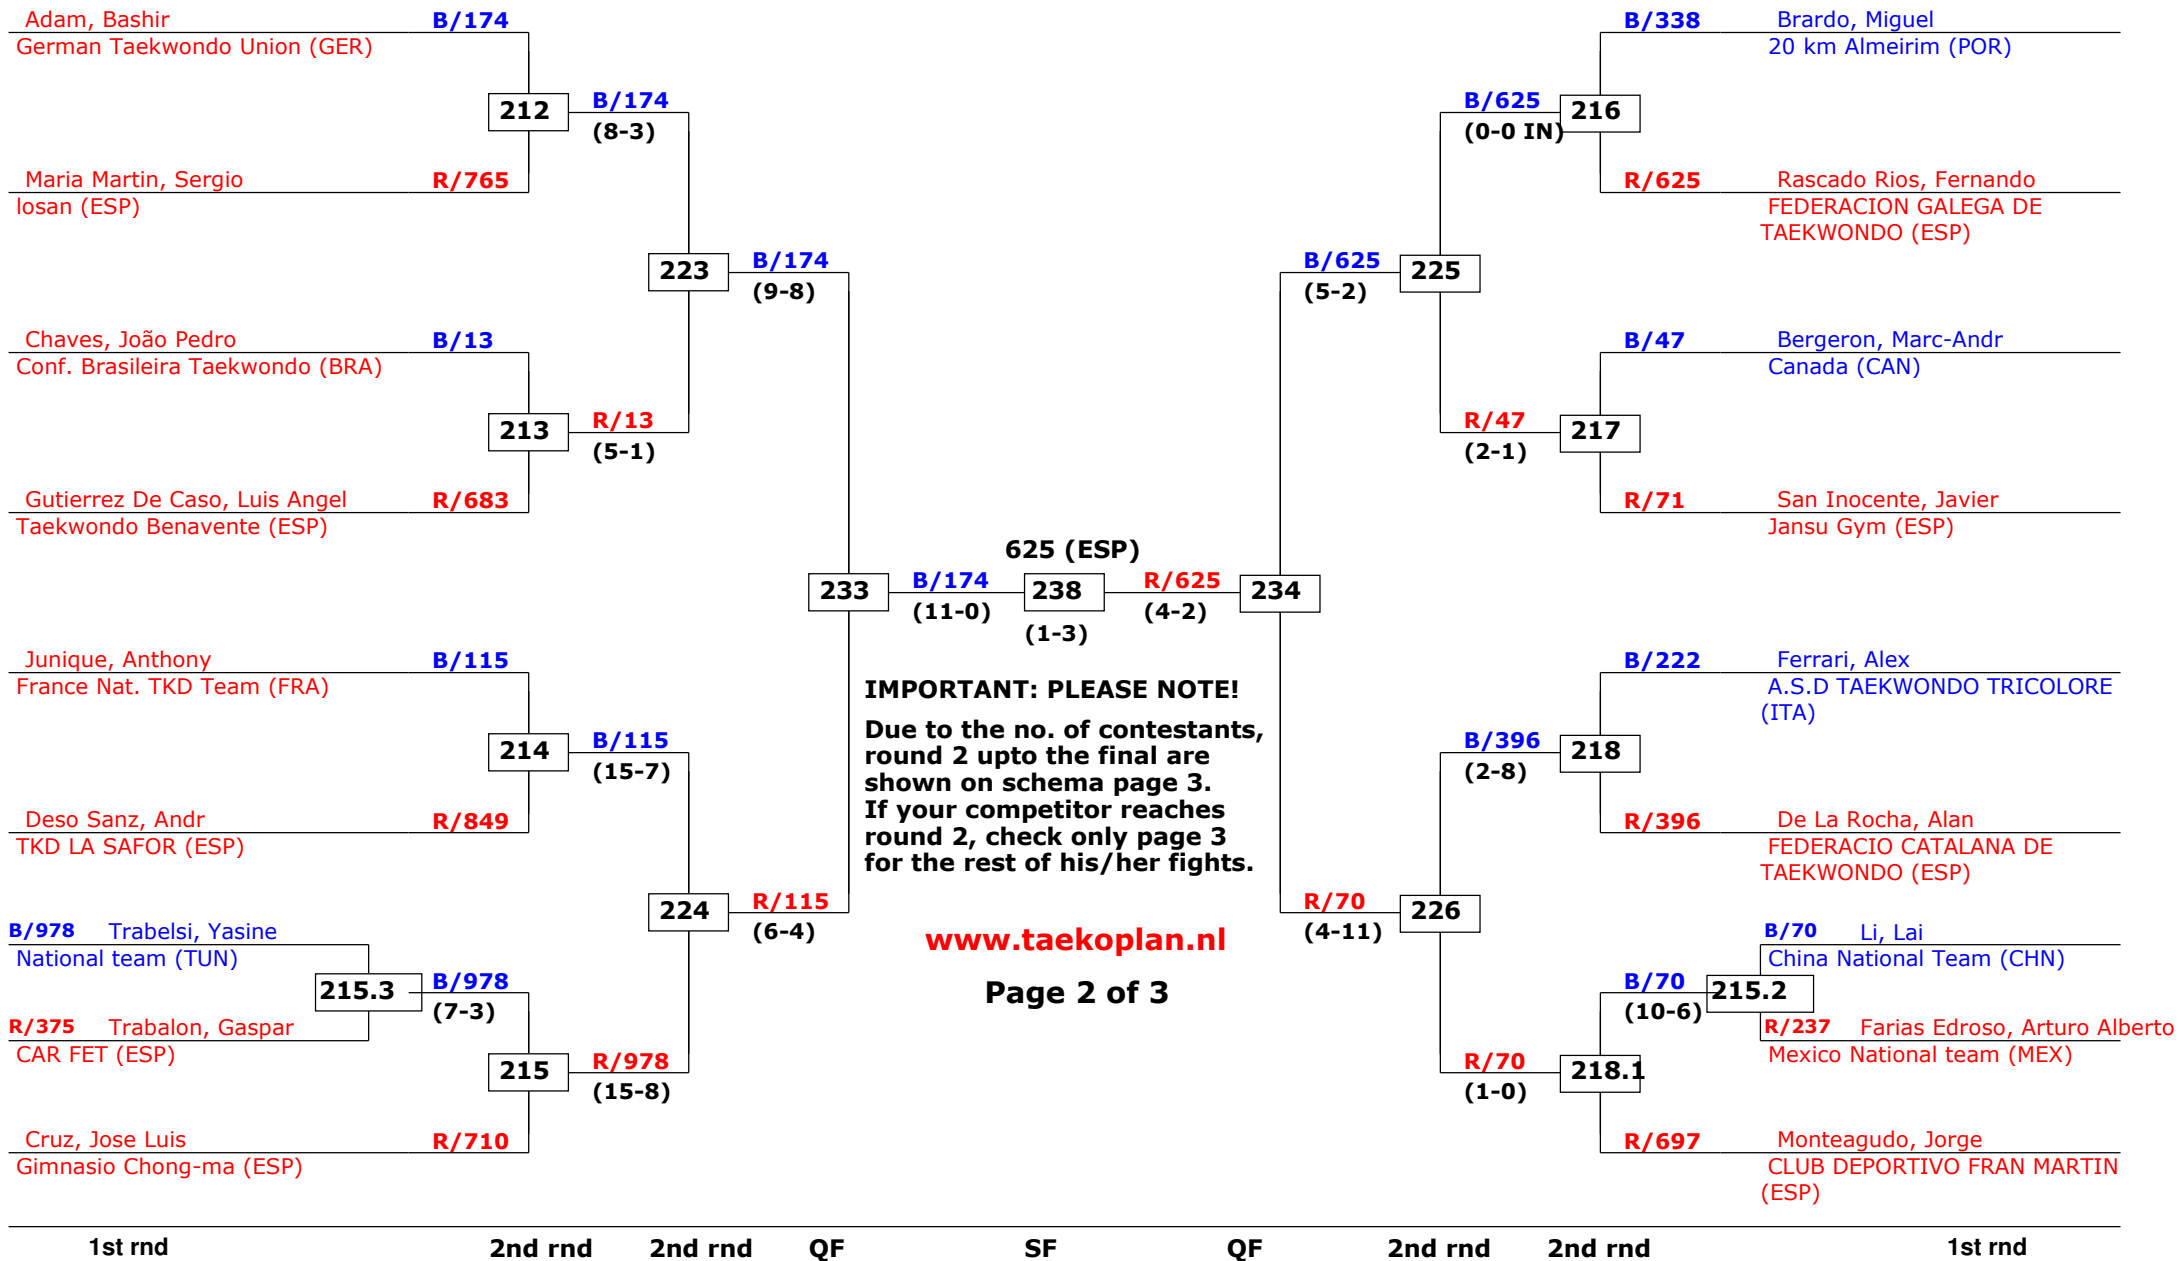 Adam, Bashir
B/174
German Taekwondo Union (GER)
212
B/174
(8-3)
Maria Martin, Sergio
R/765
losan (ESP)
223
B/174
(9-8)
Chaves, João Pedro
B/13
Conf. Brasileira Taekwondo (BRA)
213
R/13
(5-1)
Gutierrez De Caso, Luis Angel
R/683
Taekwondo Benavente (ESP)
233
B/174
(11-0)
Junique, Anthony
B/115
France Nat. TKD Team (FRA)
214
B/115
(15-7)
Deso Sanz, Andr
R/849
TKD LA SAFOR (ESP)
224
R/115
(6-4)
B/978 Trabelsi, Yasine
National team (TUN)
215.3
B/978
(7-3)
R/375 Trabalon, Gaspar
CAR FET (ESP)
215
R/978
(15-8)
Cruz, Jose Luis
R/710
Gimnasio Chong-ma (ESP)
625 (ESP)
238
(1-3)
IMPORTANT: PLEASE NOTE!
Due to the no. of contestants,
round 2 upto the final are
shown on schema page 3.
If your competitor reaches
round 2, check only page 3
for the rest of his/her fights.
www.taekoplan.nl
Page 2 of 3
B/338
Brardo, Miguel
20 km Almeirim (POR)
B/625
(0-0 IN)
216
R/625
Rascado Rios, Fernando
FEDERACION GALEGA DE
TAEKWONDO (ESP)
B/625
(5-2)
225
B/47
Bergeron, Marc-Andr
Canada (CAN)
R/47
(2-1)
217
R/71
San Inocente, Javier
Jansu Gym (ESP)
R/625
(4-2)
234
B/222
Ferrari, Alex
A.S.D TAEKWONDO TRICOLORE
(ITA)
B/396
(2-8)
218
R/396
De La Rocha, Alan
FEDERACIO CATALANA DE
TAEKWONDO (ESP)
R/70
(4-11)
226
B/70 Li, Lai
China National Team (CHN)
B/70
(10-6)
215.2
R/237 Farias Edroso, Arturo Alberto
Mexico National team (MEX)
R/70
(1-0)
218.1
R/697
Monteagudo, Jorge
CLUB DEPORTIVO FRAN MARTIN
(ESP)
1st rnd 2nd rnd 2nd rnd QF SF QF 2nd rnd 2nd rnd 1st rnd